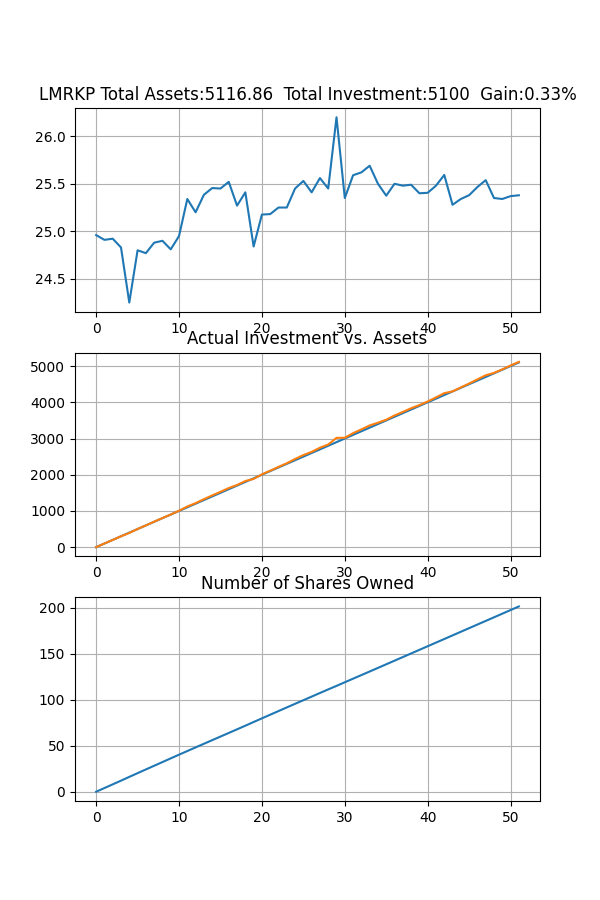 LMRKP Total Assets:5116.86  Total Investment:5100  Gain:0.33%
26.0
25.5
25.0
24.5
0 10 20 30 40 50
Actual Investment vs. Assets
5000
4000
3000
2000
1000
0
0 10 20 30 40 50
Number of Shares Owned
200
150
100
50
0
0 10 20 30 40 50